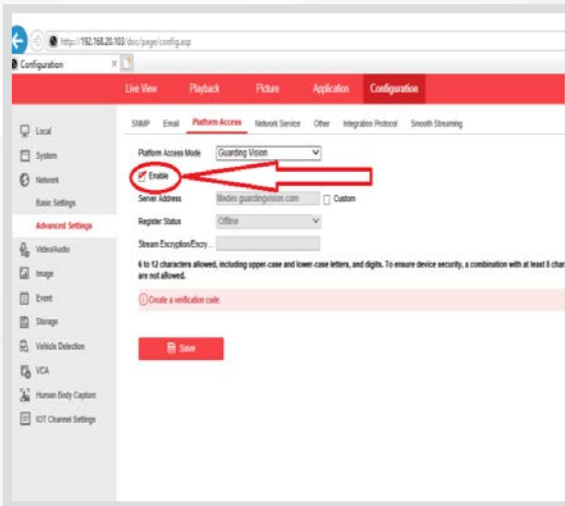 http://192.168.20.103/doc/page/config.asp
Configuration
Live View Playback Picture Application Configuration
Local
System
Network
Basic Settings
Advanced Settings
Video/Audio
Image
Event
Storage
Vehicle Detection
VCA
Human Body Capture
IOT Channel Settings
SNMP Email Platform Access Network Service Other Integration Protocol Smooth Streaming
Platform Access Mode Guarding Vision
Enable
Server Address litedev.guardingvision.com Custom
Register Status Offline
Stream Encryption/Encry...
6 to 12 characters allowed, including upper-case and lower-case letters, and digits. To ensure device security, a combination with at least 8 char
are not allowed.
Create a verification code.
Save